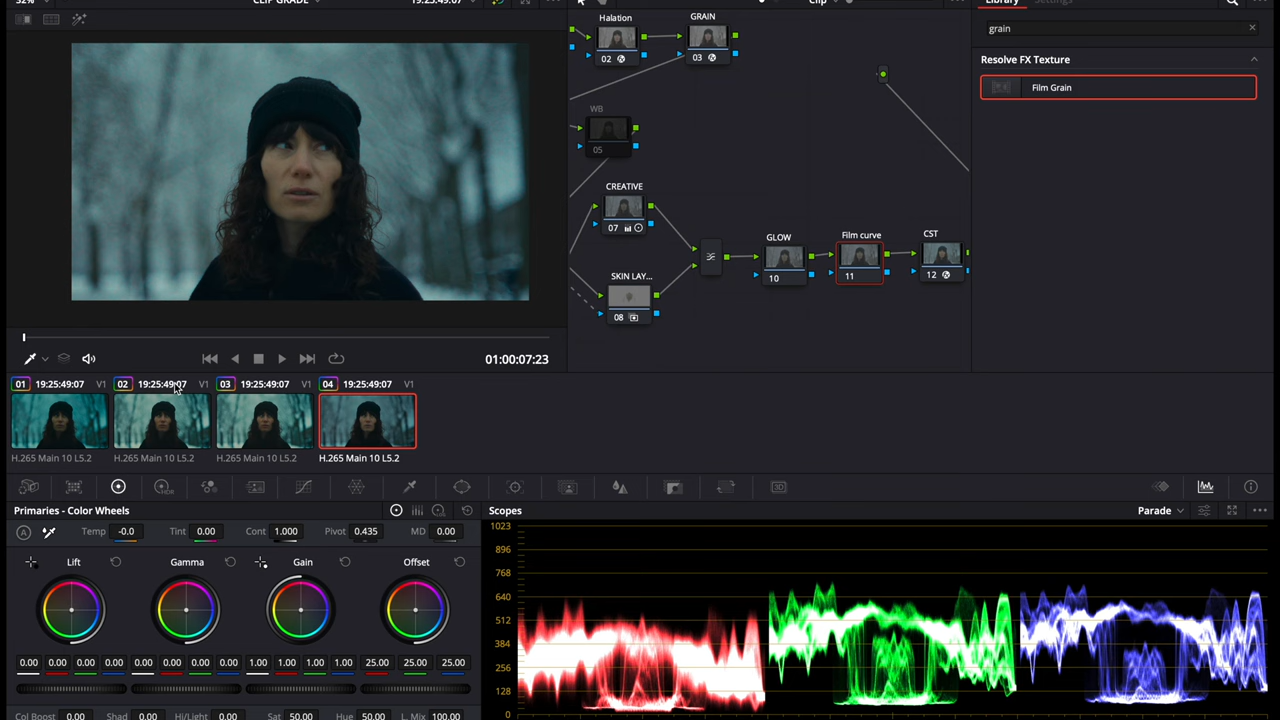 32%
CLIP GRADE
19:25:49:07
Clip
Library
Settings
Halation
02
GRAIN
03
grain
Resolve FX Texture
Film Grain
WB
05
CREATIVE
07
SKIN LAY...
08
GLOW
10
Film curve
11
CST
12
01:00:07:23
01 19:25:49:07 V1
02 19:25:49:07 V1
03 19:25:49:07 V1
04 19:25:49:07 V1
H.265 Main 10 L5.2
H.265 Main 10 L5.2
H.265 Main 10 L5.2
H.265 Main 10 L5.2
HDR
3D
Primaries - Color Wheels
Scopes
Parade
A
Temp -0.0 Tint 0.00 Cont 1.000 Pivot 0.435 MD 0.00
Lift
Gamma
Gain
Offset
0.00 0.00 0.00 0.00
0.00 0.00 0.00 0.00
1.00 1.00 1.00 1.00
25.00 25.00 25.00
Col Boost 0.00 Shad 0.00 Hi/Light 0.00 Sat 50.00 Hue 50.00 L. Mix 100.00
1023
896
768
640
512
384
256
128
0